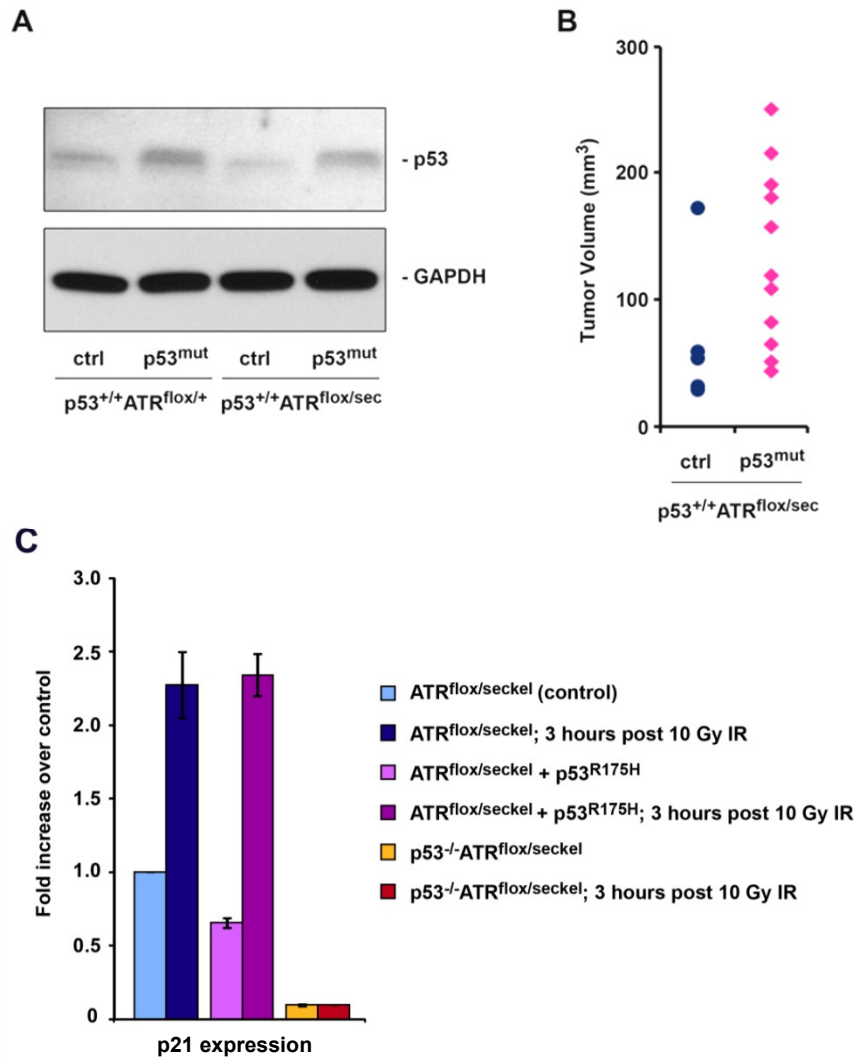 A
- p53
- GAPDH
ctrl p53mut ctrl p53mut
p53+/+ATRflox/+ p53+/+ATRflox/sec
B
300
200
100
0
Tumor Volume (mm3)
ctrl p53mut
p53+/+ATRflox/sec
C
3.0
2.5
2.0
1.5
1.0
0.5
0
Fold increase over control
p21 expression
ATRflox/seckel (control)
ATRflox/seckel; 3 hours post 10 Gy IR
ATRflox/seckel + p53R175H
ATRflox/seckel + p53R175H; 3 hours post 10 Gy IR
p53-/-ATRflox/seckel
p53-/-ATRflox/seckel; 3 hours post 10 Gy IR